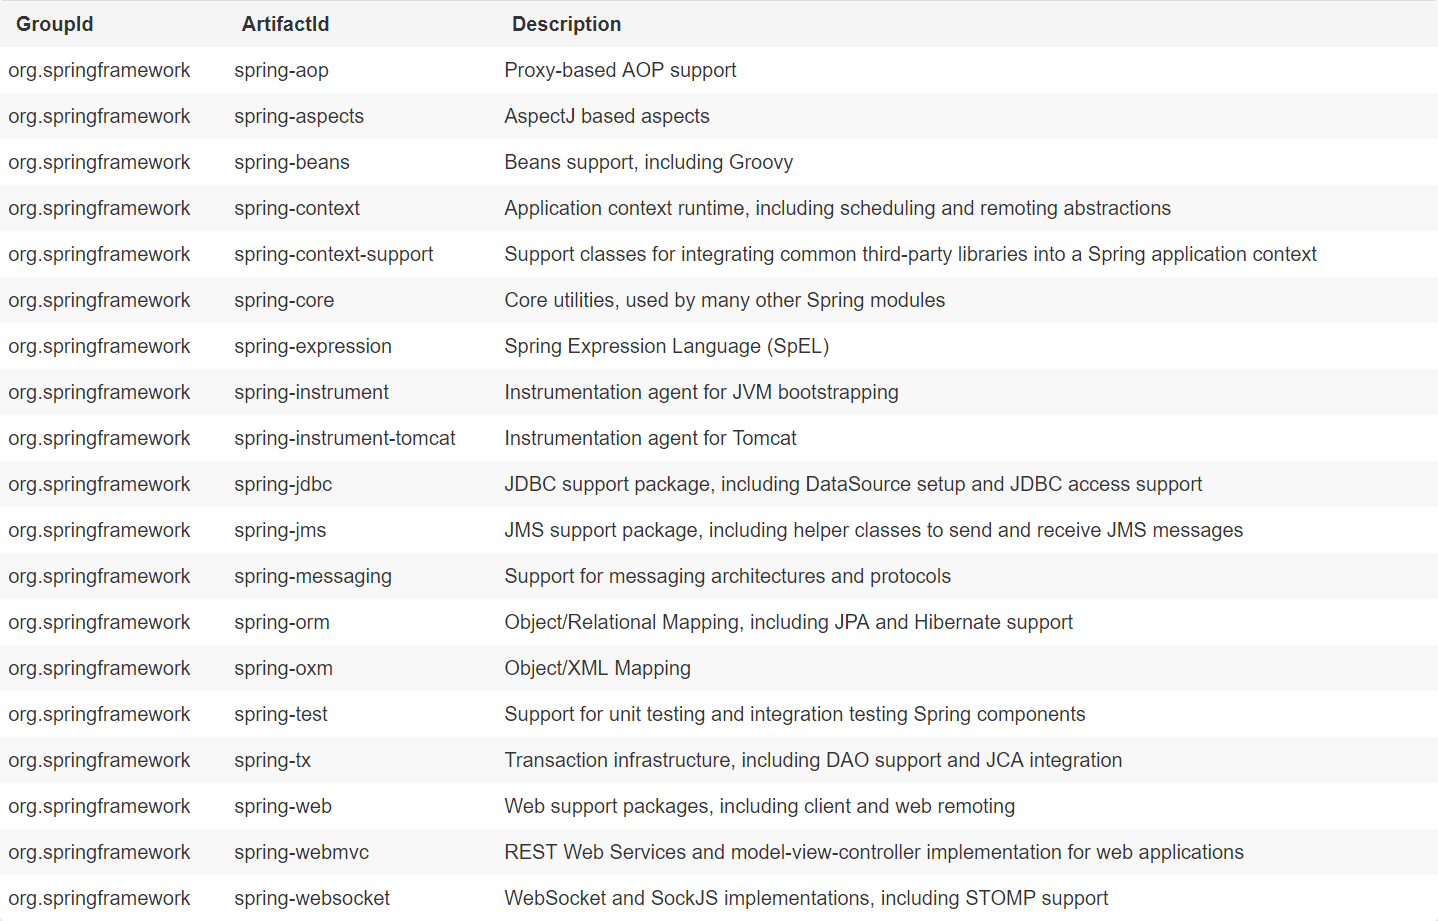 GroupId ArtifactId Description
org.springframework spring-aop Proxy-based AOP support
org.springframework spring-aspects AspectJ based aspects
org.springframework spring-beans Beans support, including Groovy
org.springframework spring-context Application context runtime, including scheduling and remoting abstractions
org.springframework spring-context-support Support classes for integrating common third-party libraries into a Spring application context
org.springframework spring-core Core utilities, used by many other Spring modules
org.springframework spring-expression Spring Expression Language (SpEL)
org.springframework spring-instrument Instrumentation agent for JVM bootstrapping
org.springframework spring-instrument-tomcat Instrumentation agent for Tomcat
org.springframework spring-jdbc JDBC support package, including DataSource setup and JDBC access support
org.springframework spring-jms JMS support package, including helper classes to send and receive JMS messages
org.springframework spring-messaging Support for messaging architectures and protocols
org.springframework spring-orm Object/Relational Mapping, including JPA and Hibernate support
org.springframework spring-oxm Object/XML Mapping
org.springframework spring-test Support for unit testing and integration testing Spring components
org.springframework spring-tx Transaction infrastructure, including DAO support and JCA integration
org.springframework spring-web Web support packages, including client and web remoting
org.springframework spring-webmvc REST Web Services and model-view-controller implementation for web applications
org.springframework spring-websocket WebSocket and SockJS implementations, including STOMP support